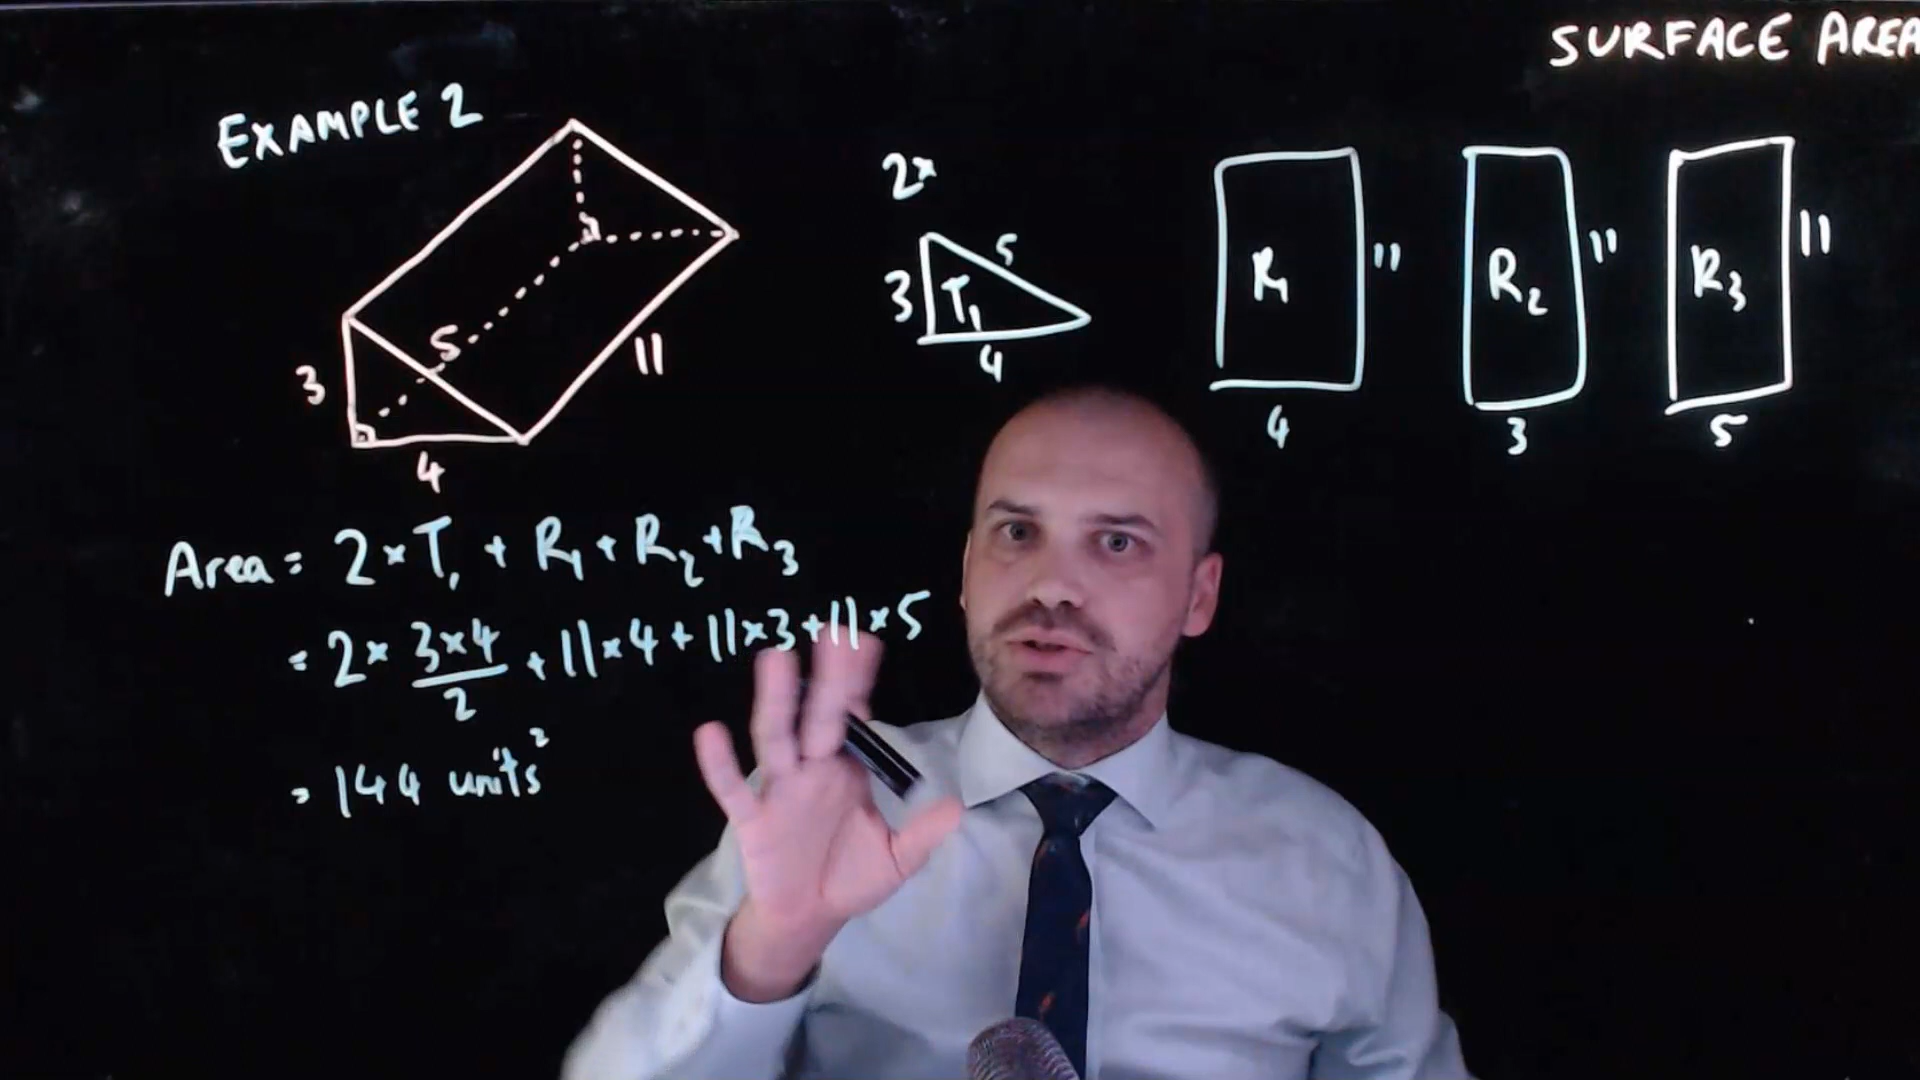 SURFACE AREA
EXAMPLE 2
5
3
4
11
2×
3
5
T₁
4
R₁
11
4
R₂
11
3
R₃
11
5
Area = 2 × T₁ + R₁ + R₂ + R₃
= 2 × 3×4/2 + 11×4 + 11×3 + 11×5
= 144 units²